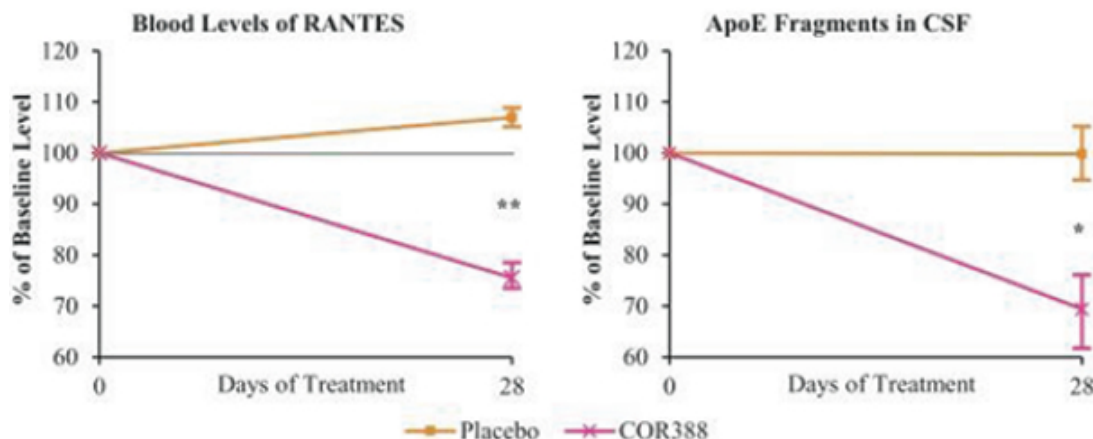 Blood Levels of RANTES
120
110
100
90
80
70
60
% of Baseline Level
**
0
Days of Treatment
28
ApoE Fragments in CSF
120
110
100
90
80
70
60
% of Baseline Level
*
0
Days of Treatment
28
Placebo
COR388